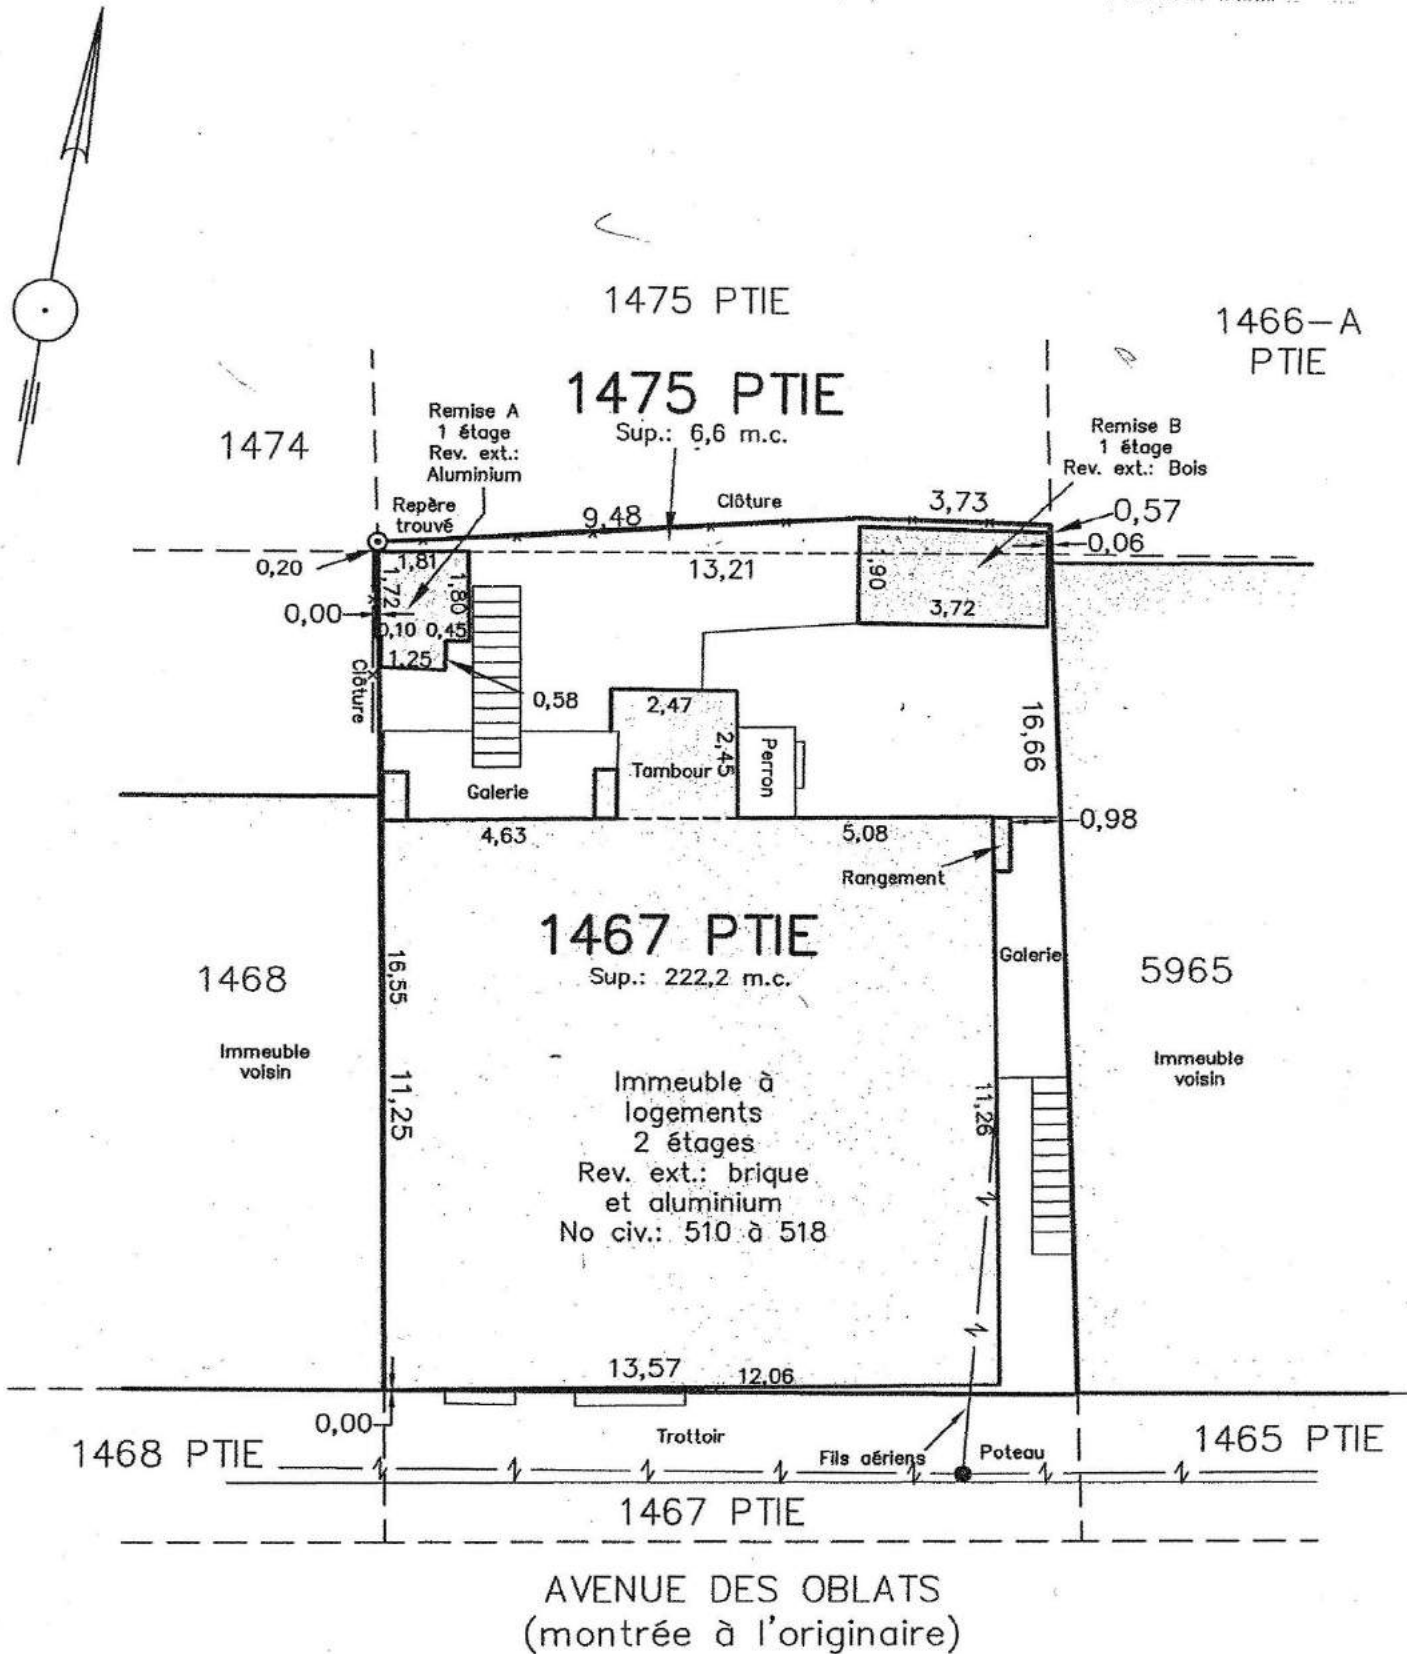 1475 PTIE
1466-A
PTIE
1475 PTIE
Sup.: 6,6 m.c.
Remise A
1 étage
Rev. ext.:
Aluminium
1474
Remise B
1 étage
Rev. ext.: Bois
Repère
trouvé
9,48
Clôture
3,73
0,57
0,06
0,20
1,81
13,21
1,72
1,80
,90
3,72
0,00
0,10
0,45
1,25
0,58
Clôture
2,47
2,45
16,66
Tambour
Perron
Galerie
4,63
5,08
0,98
Rangement
1467 PTIE
Sup.: 222,2 m.c.
Galerie
1468
5965
16,55
Immeuble
voisin
Immeuble
voisin
11,25
11,26
Immeuble à
logements
2 étages
Rev. ext.: brique
et aluminium
No civ.: 510 à 518
13,57
12,06
0,00
Trottoir
1468 PTIE
Fils aériens
Poteau
1465 PTIE
1467 PTIE
AVENUE DES OBLATS
(montrée à l'originaire)